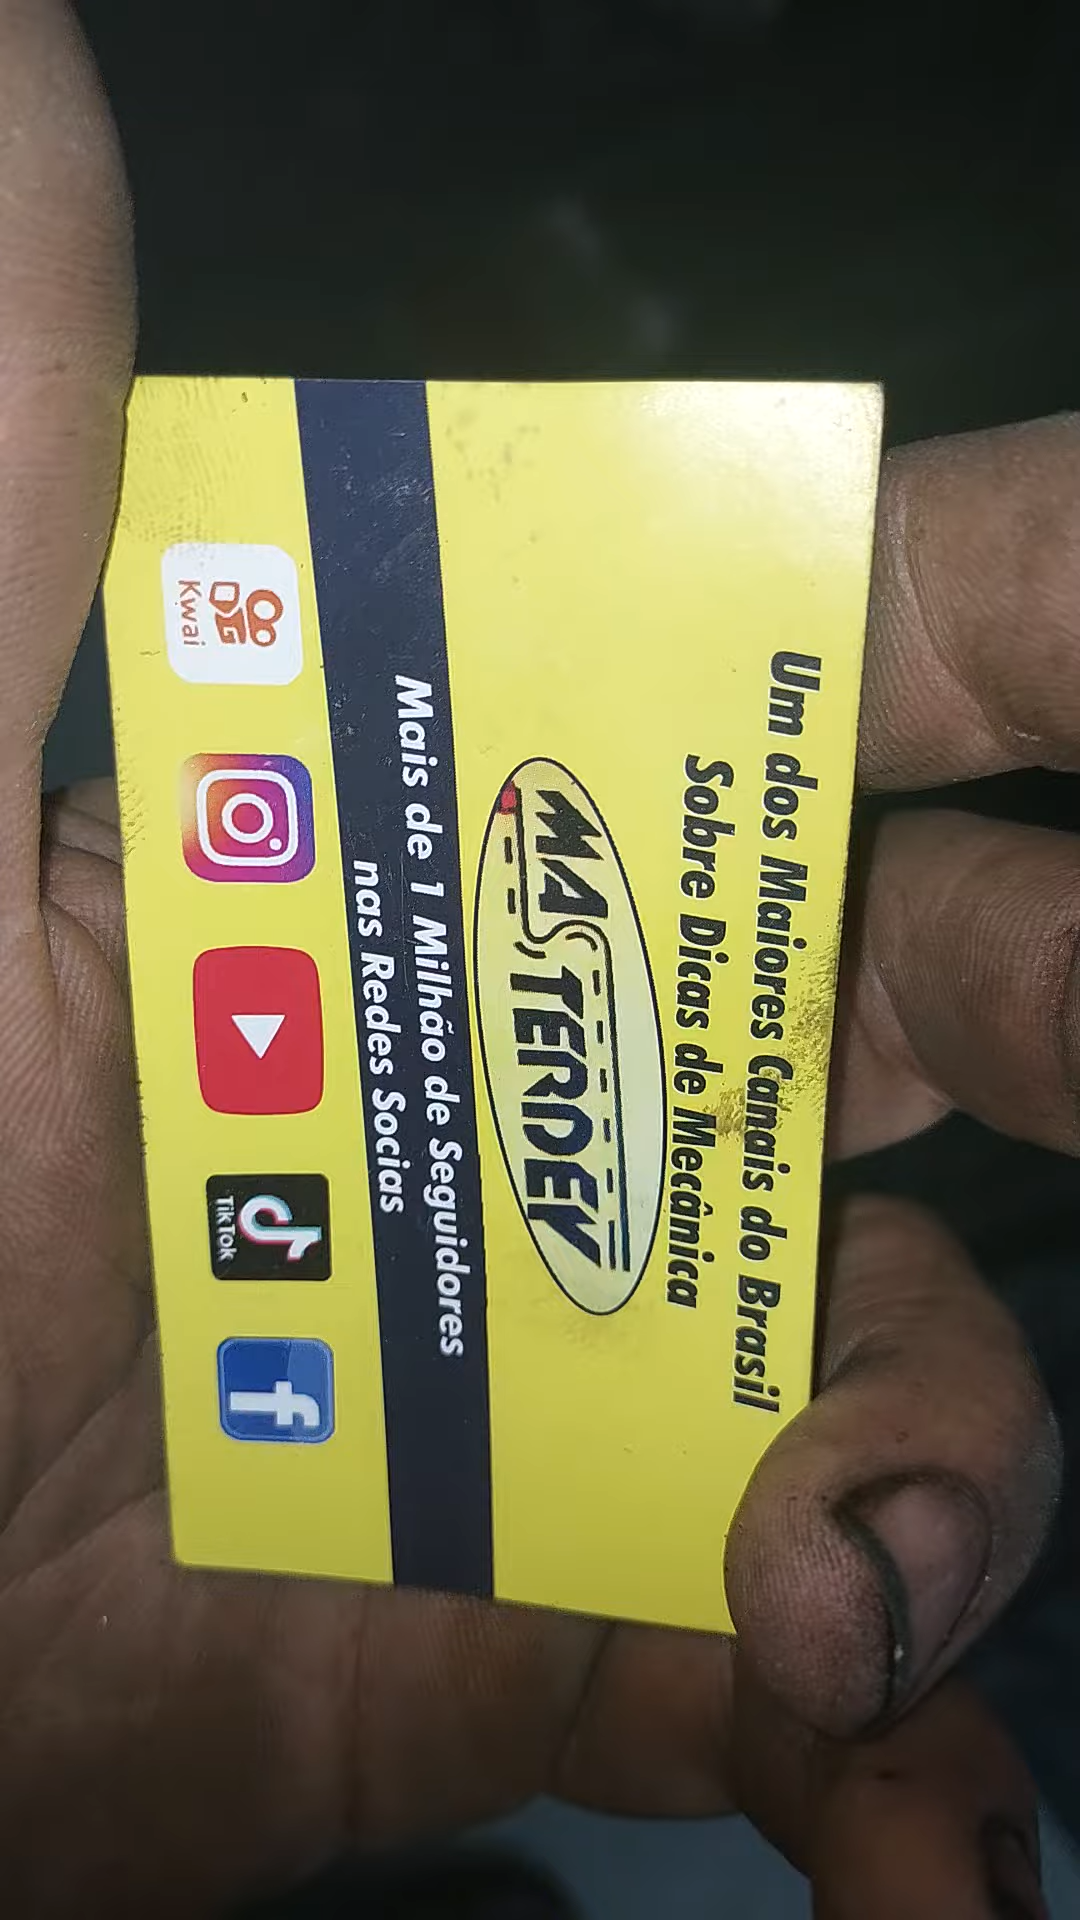 Um dos Maiores Canais do Brasil
Sobre Dicas de Mecânica
MASTERDEY
Mais de 1 Milhão de Seguidores
nas Redes Socias
Kwai
TikTok